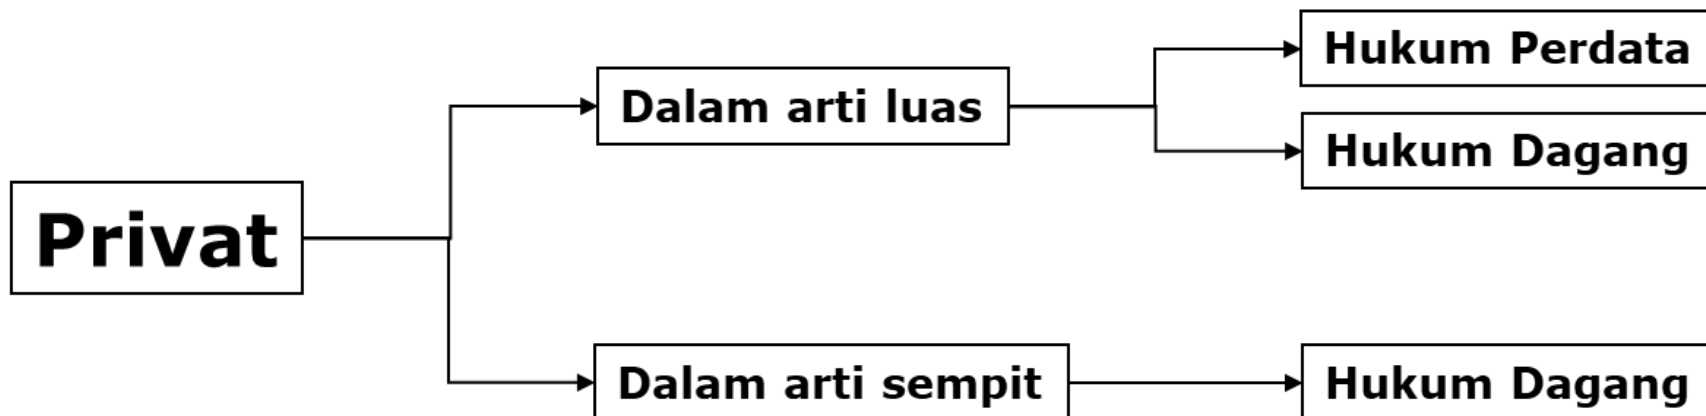 Hukum Perdata
Dalam arti luas
Hukum Dagang
Privat
Dalam arti sempit
Hukum Dagang